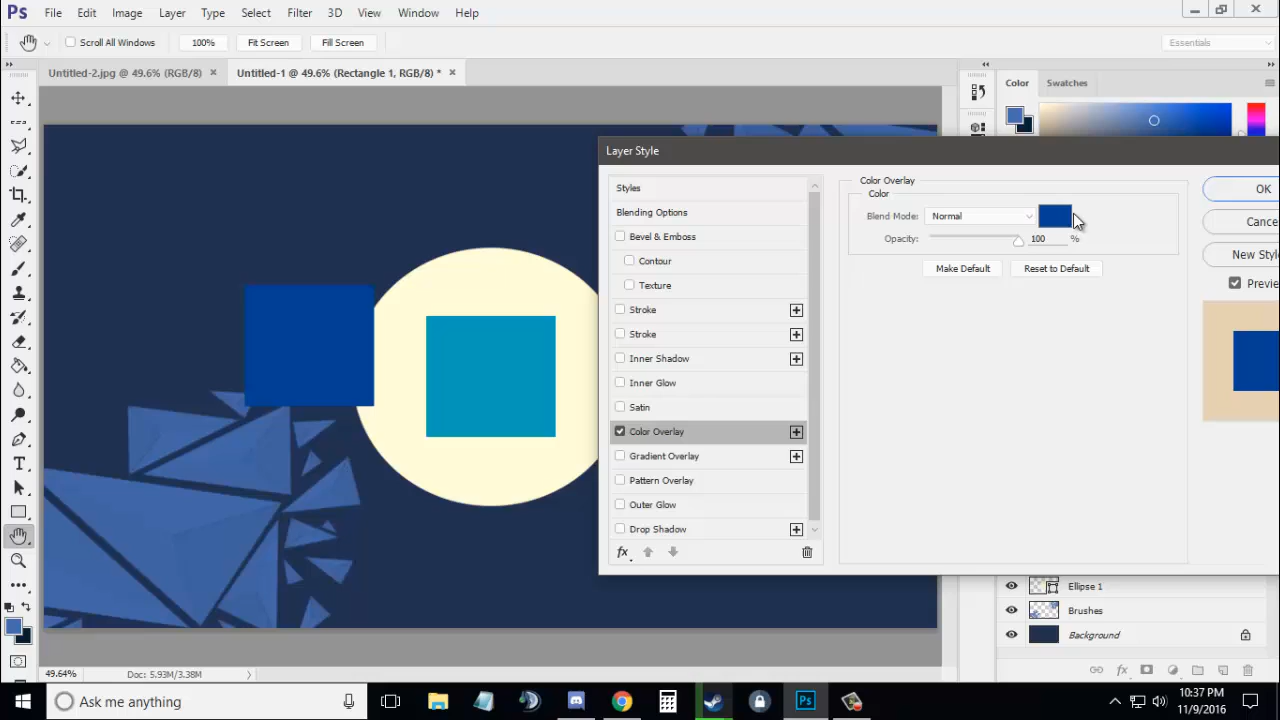 Ps File Edit Image Layer Type Select Filter 3D View Window Help
Scroll All Windows 100% Fit Screen Fill Screen Essentials
Untitled-2.jpg @ 49.6% (RGB/8) × Untitled-1 @ 49.6% (Rectangle 1, RGB/8) * ×
Color Swatches
Layer Style
Styles
Blending Options
Bevel & Emboss
Contour
Texture
Stroke
Stroke
Inner Shadow
Inner Glow
Satin
Color Overlay
Gradient Overlay
Pattern Overlay
Outer Glow
Drop Shadow
fx
Color Overlay
Color
Blend Mode: Normal
Opacity: 100 %
Make Default Reset to Default
OK
Cance
New Style
Previe
Ellipse 1
Brushes
Background
fx
49.64% Doc: 5.93M/3.38M
Ask me anything
Ps
10:37 PM
11/9/2016